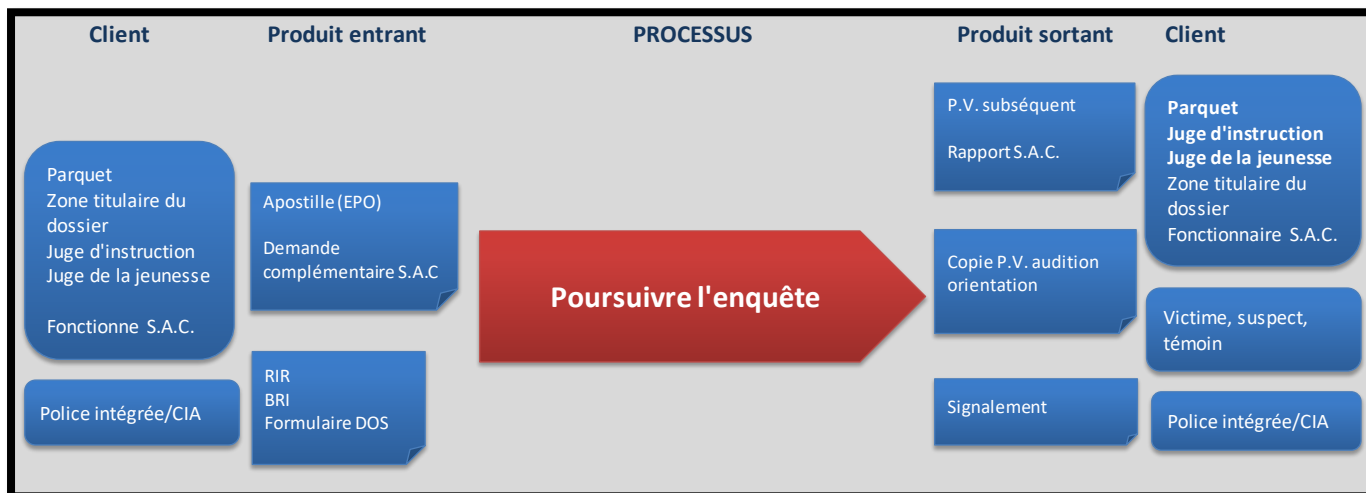 Client
Produit entrant
PROCESSUS
Produit sortant
Client
Parquet
Zone titulaire du
dossier
Juge d'instruction
Juge de la jeunesse
Fonctionne S.A.C.
Police intégrée/CIA
Apostille (EPO)
Demande
complémentaire S.A.C
RIR
BRI
Formulaire DOS
Poursuivre l'enquête
P.V. subséquent
Rapport S.A.C.
Copie P.V. audition
orientation
Signalement
Parquet
Juge d'instruction
Juge de la jeunesse
Zone titulaire du
dossier
Fonctionnaire S.A.C.
Victime, suspect,
témoin
Police intégrée/CIA